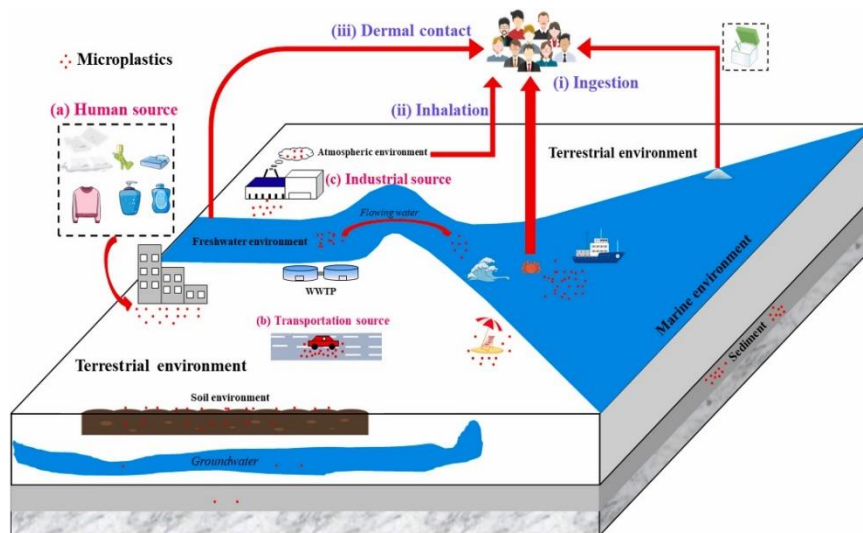 (iii) Dermal contact
Microplastics
(i) Ingestion
(a) Human source
(ii) Inhalation
Atmospheric environment
Terrestrial environment
(c) Industrial source
Flowing water
Freshwater environment
WWTP
Marine environment
(b) Transportation source
Sediment
Terrestrial environment
Soil environment
Groundwater